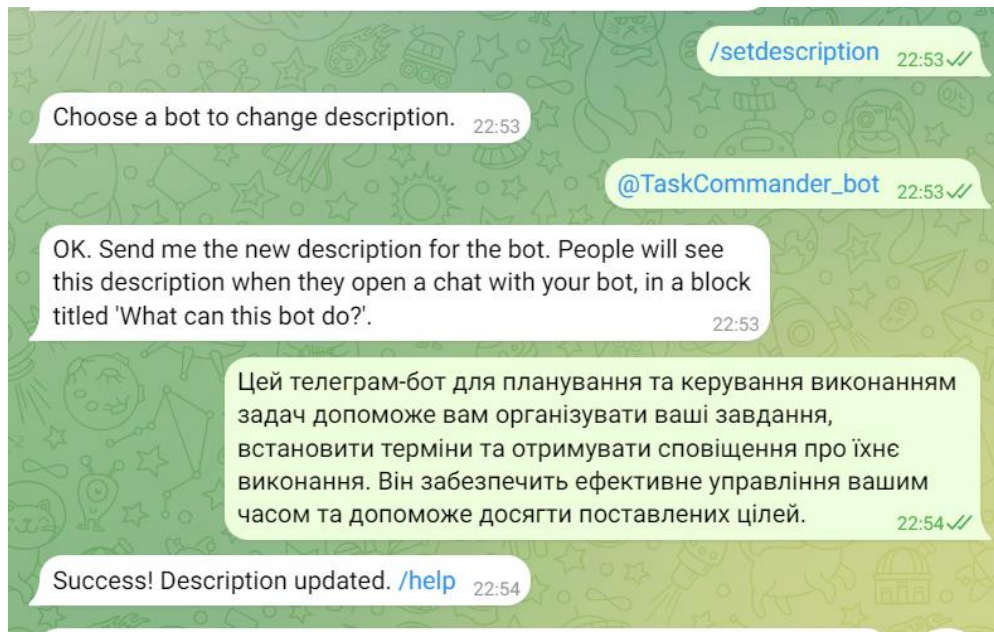 /setdescription 22:53
Choose a bot to change description. 22:53
@TaskCommander_bot 22:53
OK. Send me the new description for the bot. People will see
this description when they open a chat with your bot, in a block
titled 'What can this bot do?'. 22:53
Цей телеграм-бот для планування та керування виконанням
задач допоможе вам організувати ваші завдання,
встановити терміни та отримувати сповіщення про їхнє
виконання. Він забезпечить ефективне управління вашим
часом та допоможе досягти поставлених цілей. 22:54
Success! Description updated. /help 22:54